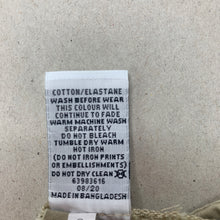 COTTON/ELASTANE
WASH BEFORE WEAR
THIS COLOUR WILL
CONTINUE TO FADE
WARM MACHINE WASH
SEPARATELY
DO NOT BLEACH
TUMBLE DRY WARM
HOT IRON
(DO NOT IRON PRINTS
OR EMBELLISHMENTS)
DO NOT DRY CLEAN
63983616
08/20
MADE IN BANGLADESH